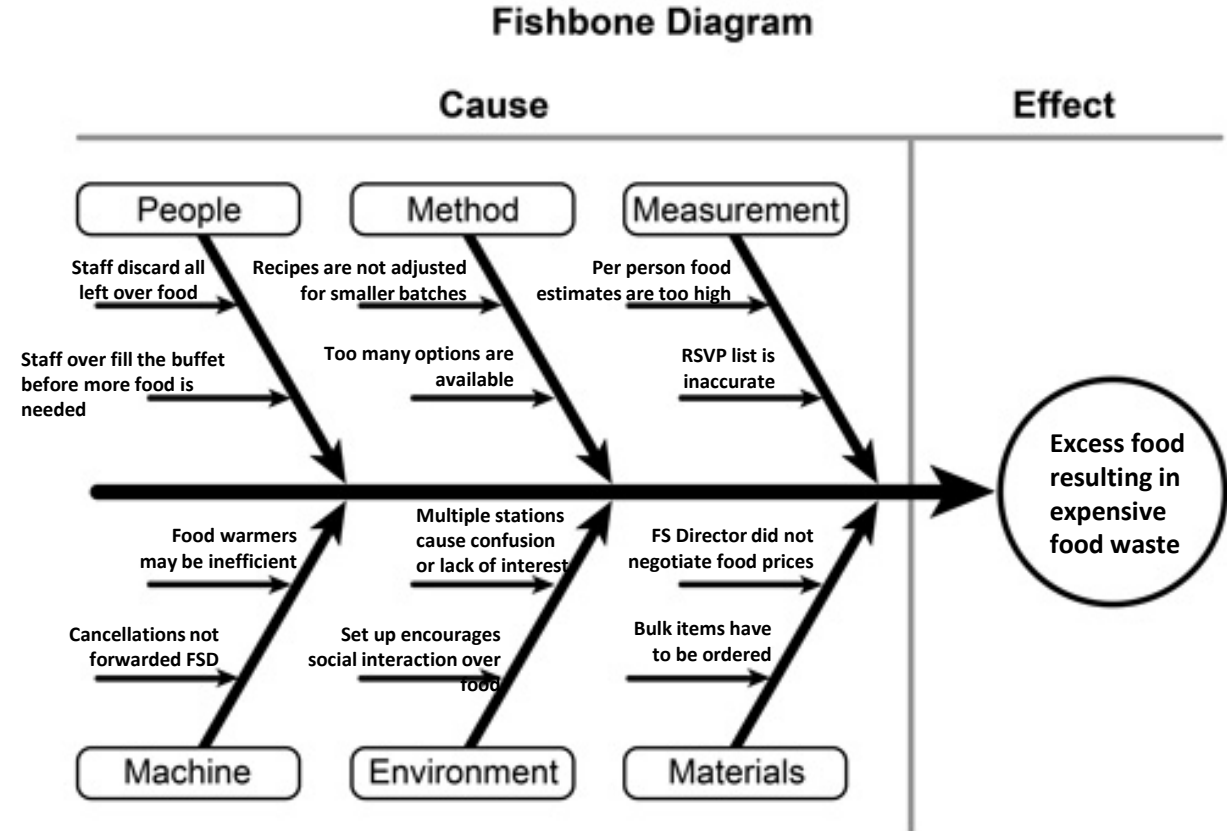 Fishbone Diagram
Cause
Effect
People
Method
Measurement
Staff discard all
left over food
Recipes are not adjusted
for smaller batches
Per person food
estimates are too high
Staff over fill the buffet
before more food is
needed
Too many options are
available
RSVP list is
inaccurate
Excess food
resulting in
expensive
food waste
Food warmers
may be inefficient
Multiple stations
cause confusion
or lack of interest
FS Director did not
negotiate food prices
Cancellations not
forwarded FSD
Set up encourages
social interaction over
food
Bulk items have
to be ordered
Machine
Environment
Materials